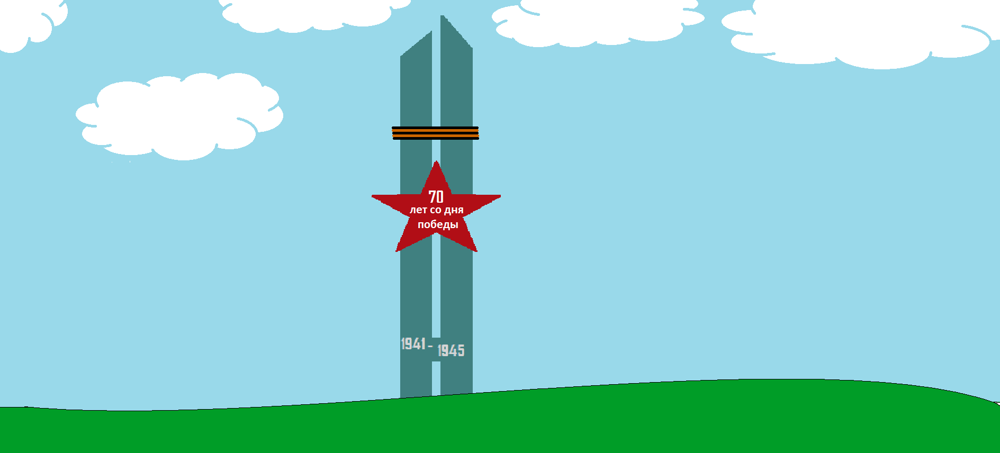 70
лет со дня
победы
1941-
1945